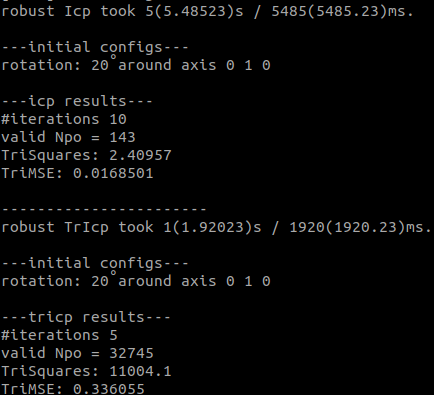 robust Icp took 5(5.48523)s / 5485(5485.23)ms.
---initial configs---
rotation: 20°around axis 0 1 0
---icp results---
#iterations 10
valid Npo = 143
TriSquares: 2.40957
TriMSE: 0.0168501
-----------------------
robust TrIcp took 1(1.92023)s / 1920(1920.23)ms.
---initial configs---
rotation: 20°around axis 0 1 0
---tricp results---
#iterations 5
valid Npo = 32745
TriSquares: 11004.1
TriMSE: 0.336055